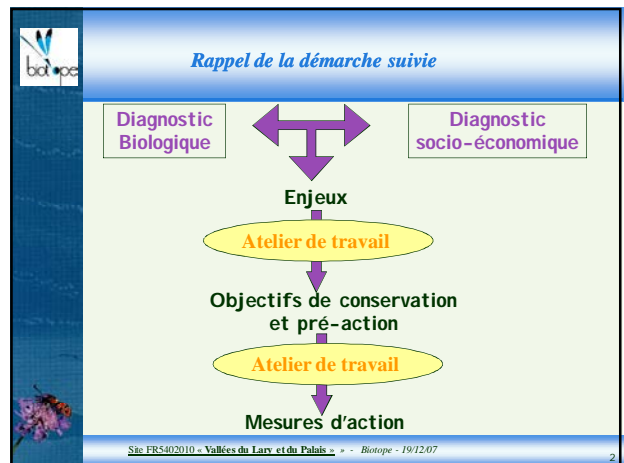 biotope
Rappel de la démarche suivie
Diagnostic
Biologique
Diagnostic
socio-économique
Enjeux
Atelier de travail
Objectifs de conservation
et pré-action
Atelier de travail
Mesures d'action
Site FR5402010 « Vallées du Lary et du Palais » » - Biotope - 19/12/07
2